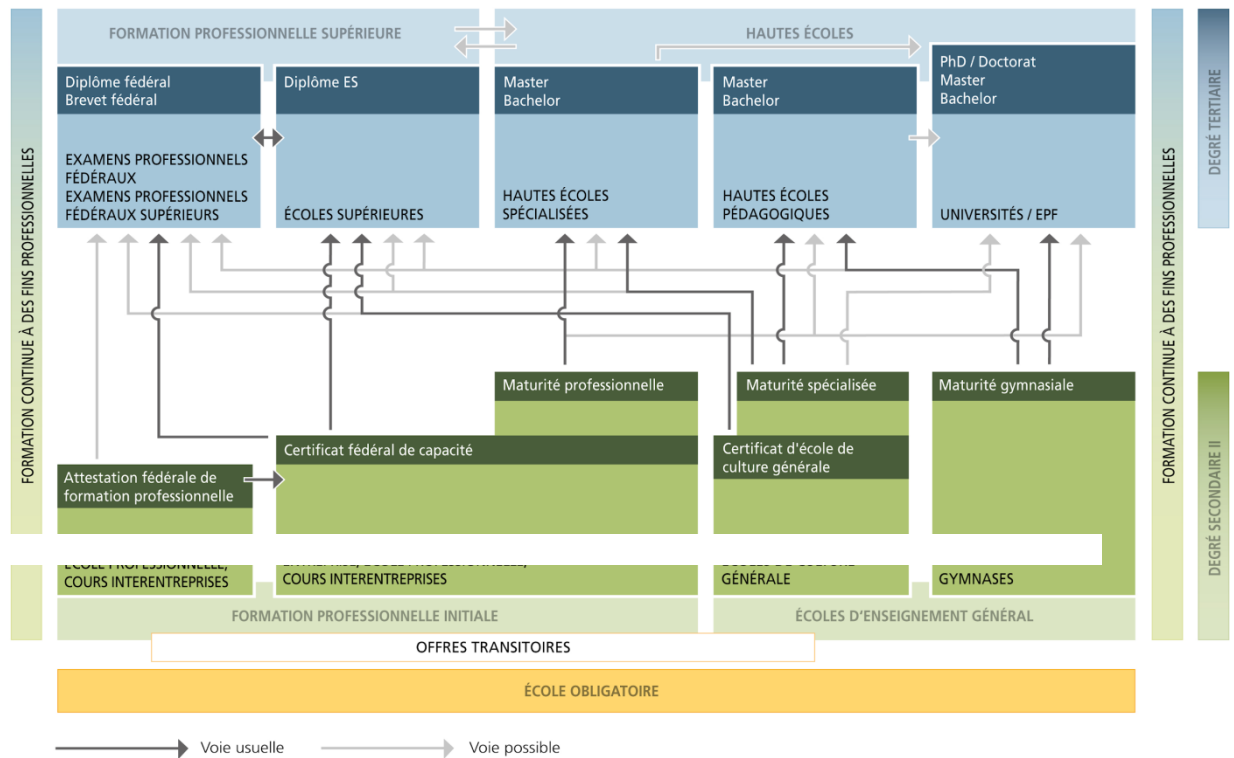 FORMATION PROFESSIONNELLE SUPÉRIEURE
HAUTES ÉCOLES
Diplôme fédéral
Brevet fédéral
Diplôme ES
Master
Bachelor
Master
Bachelor
PhD / Doctorat
Master
Bachelor
EXAMENS PROFESSIONNELS
FÉDÉRAUX
EXAMENS PROFESSIONNELS
FÉDÉRAUX SUPÉRIEURS
ÉCOLES SUPÉRIEURES
HAUTES ÉCOLES
SPÉCIALISÉES
HAUTES ÉCOLES
PÉDAGOGIQUES
UNIVERSITÉS / EPF
FORMATION CONTINUE À DES FINS PROFESSIONNELLES
FORMATION CONTINUE À DES FINS PROFESSIONNELLES
DEGRÉ TERTIAIRE
DEGRÉ SECONDAIRE II
Maturité professionnelle
Maturité spécialisée
Maturité gymnasiale
Certificat fédéral de capacité
Certificat d'école de
culture générale
Attestation fédérale de
formation professionnelle
ÉCOLE PROFESSIONNELLE,
COURS INTERENTREPRISES
COURS INTERENTREPRISES
GÉNÉRALE
GYMNASES
FORMATION PROFESSIONNELLE INITIALE
ÉCOLES D'ENSEIGNEMENT GÉNÉRAL
OFFRES TRANSITOIRES
ÉCOLE OBLIGATOIRE
Voie usuelle
Voie possible